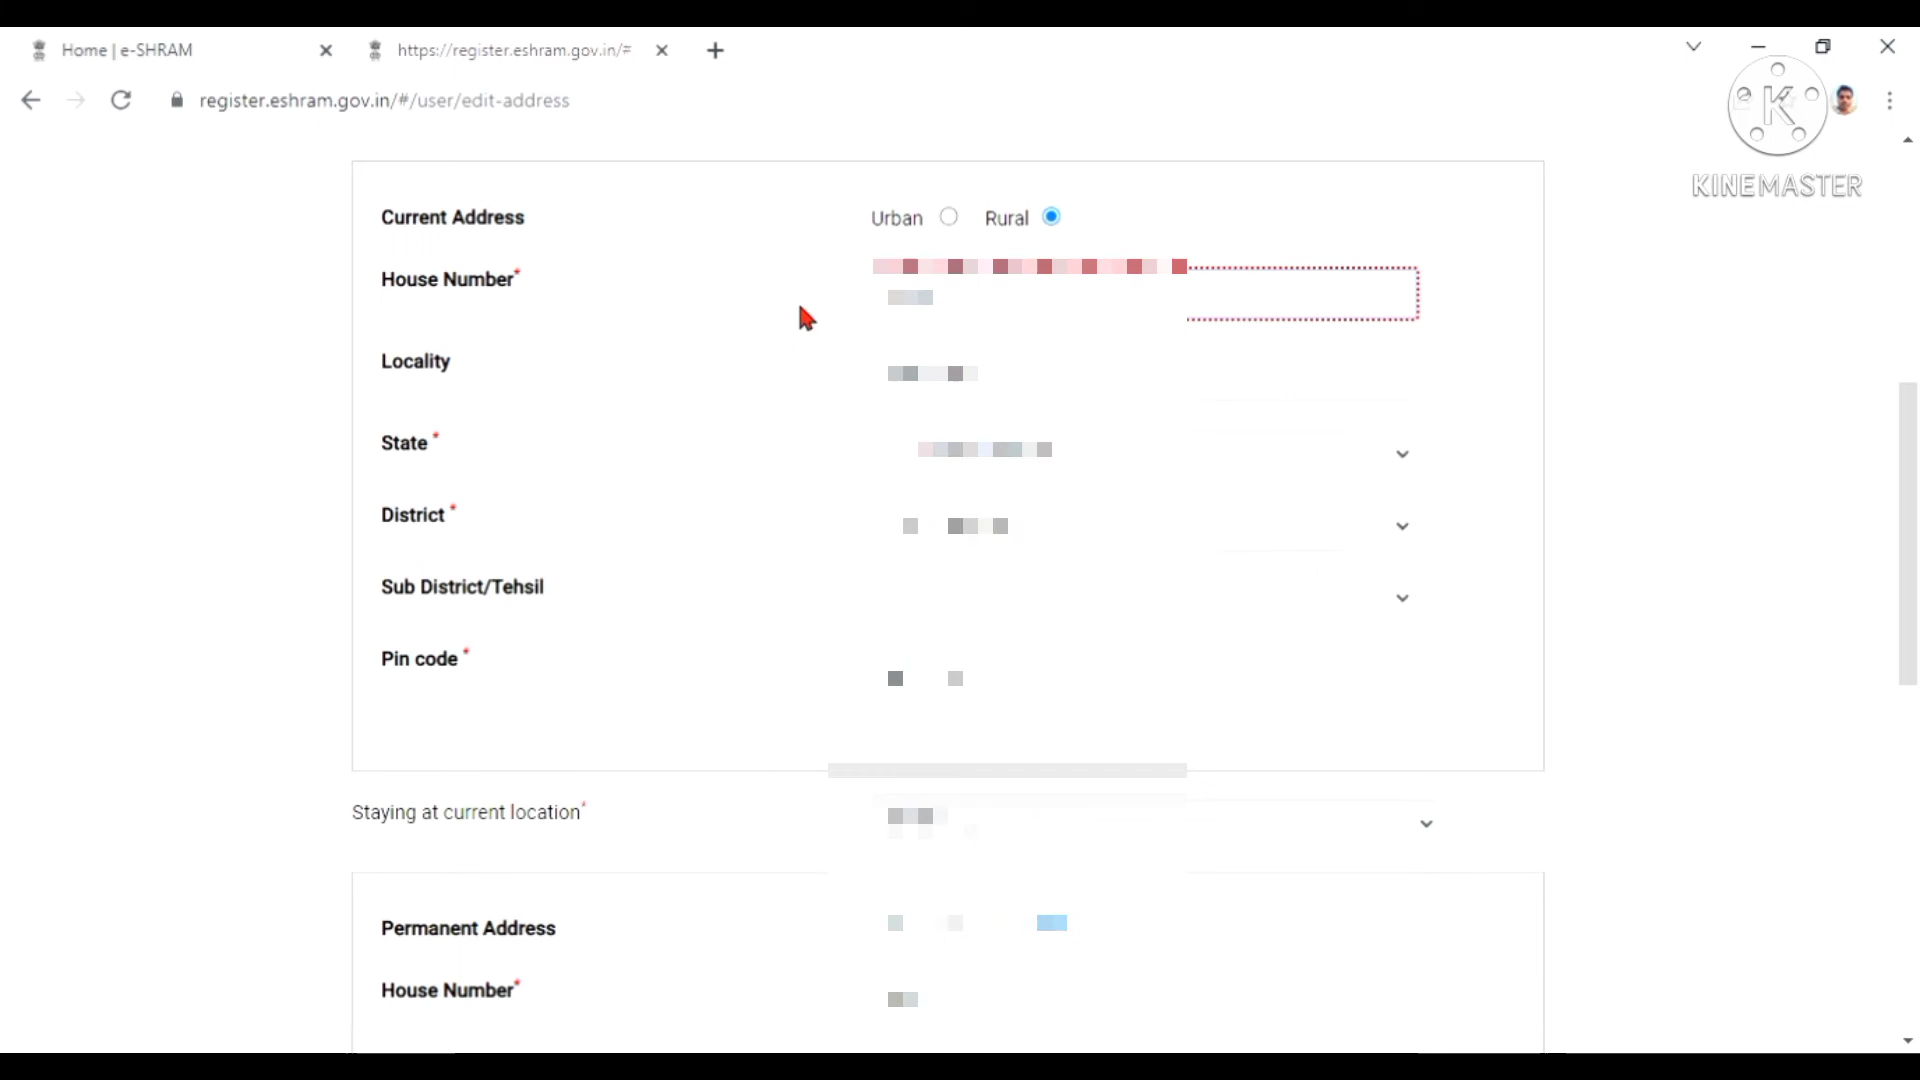 Home | e-SHRAM
https://register.eshram.gov.in/#
register.eshram.gov.in/#/user/edit-address
K
KINEMASTER
Current Address Urban Rural
House Number*
Locality
State *
District *
Sub District/Tehsil
Pin code *
Staying at current location*
Permanent Address
House Number*